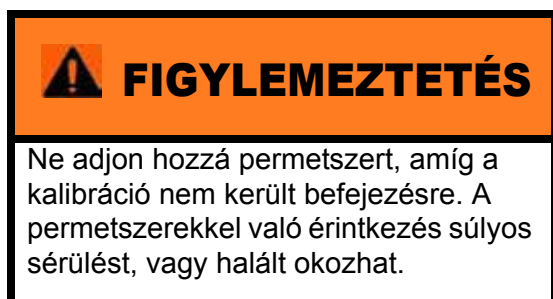 FIGYLEMEZTETÉS
Ne adjon hozzá permetszert, amíg a
kalibráció nem került befejezésre. A
permetszerekkel való érintkezés súlyos
sérülést, vagy halált okozhat.